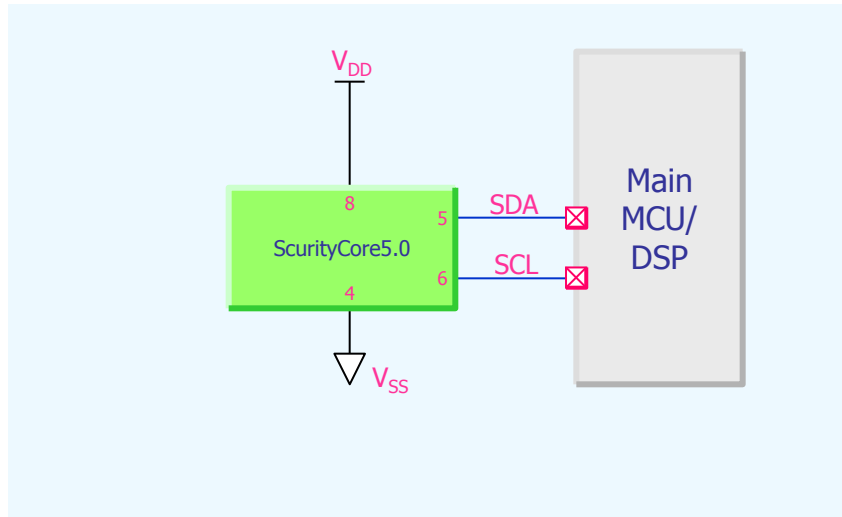 VDD
8
5
SDA
ScurityCore5.0
6
SCL
4
VSS
Main
MCU/
DSP